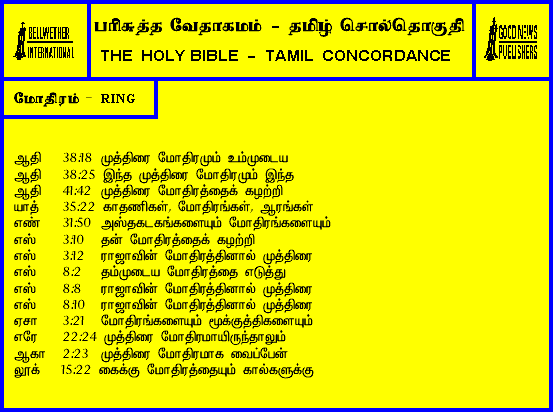 BELLWETHER
INTERNATIONAL
பரிசுத்த வேதாகமம் - தமிழ் சொல்தொகுதி
THE HOLY BIBLE - TAMIL CONCORDANCE
GOOD NEWS
PUBLISHERS
மோதிரம் - RING
ஆதி 38:18 முத்திரை மோதிரமும் உம்முடைய
ஆதி 38:25 இந்த முத்திரை மோதிரமும் இந்த
ஆதி 41:42 முத்திரை மோதிரத்தைக் கழற்றி
யாத் 35:22 காதணிகள், மோதிரங்கள், ஆரங்கள்
எண் 31:50 அஸ்தகடகங்களையும் மோதிரங்களையும்
எஸ் 3:10 தன் மோதிரத்தைக் கழற்றி
எஸ் 3:12 ராஜாவின் மோதிரத்தினால் முத்திரை
எஸ் 8:2 தம்முடைய மோதிரத்தை எடுத்து
எஸ் 8:8 ராஜாவின் மோதிரத்தினால் முத்திரை
எஸ் 8:10 ராஜாவின் மோதிரத்தினால் முத்திரை
ஏசா 3:21 மோதிரங்களையும் மூக்குத்திகளையும்
எரே 22:24 முத்திரை மோதிரமாயிருந்தாலும்
ஆகா 2:23 முத்திரை மோதிரமாக வைப்பேன்
லூக் 15:22 கைக்கு மோதிரத்தையும் கால்களுக்கு